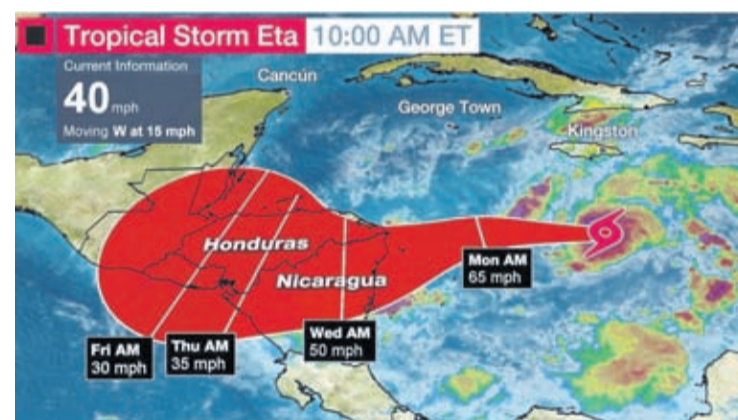 Tropical Storm Eta 10:00 AM ET
Current Information
40 mph
Moving W at 15 mph
Cancún
George Town
Kingston
Honduras
Nicaragua
Mon AM
65 mph
Wed AM
50 mph
Thu AM
35 mph
Fri AM
30 mph